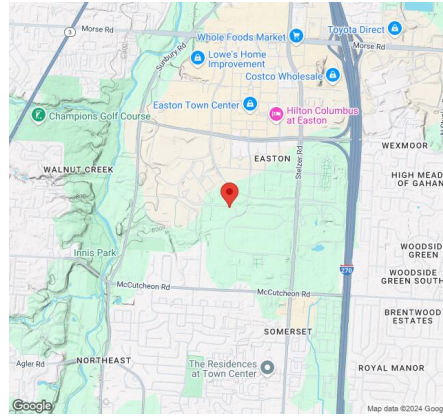 Whole Foods Market
Toyota Direct
Morse Rd
Morse Rd
3
Sunbury Rd
Lowe's Home
Improvement
Costco Wholesale
Easton Town Center
Hilton Columbus
at Easton
Champions Golf Course
WEXMOOR
EASTON
Stelzer Rd
WALNUT CREEK
HIGH MEAD
OF GAHAN
Innis Park
WOODSID
GREEN
270
WOODSIDE
GREEN SOUTH
McCutcheon Rd
McCutcheon Rd
BRENTWOOD
ESTATES
SOMERSET
Agler Rd
NORTHEAST
The Residences
at Town Center
ROYAL MANOR
Google
Map data ©2024 Goog